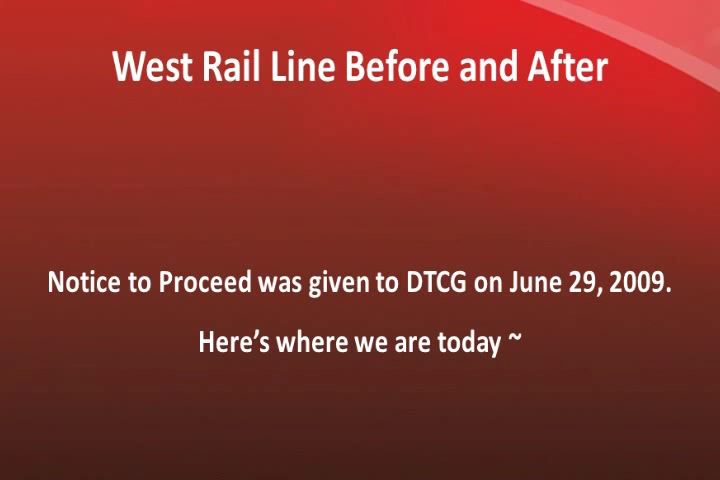 West Rail Line Before and After
Notice to Proceed was given to DTCG on June 29, 2009.
Here’s where we are today ~